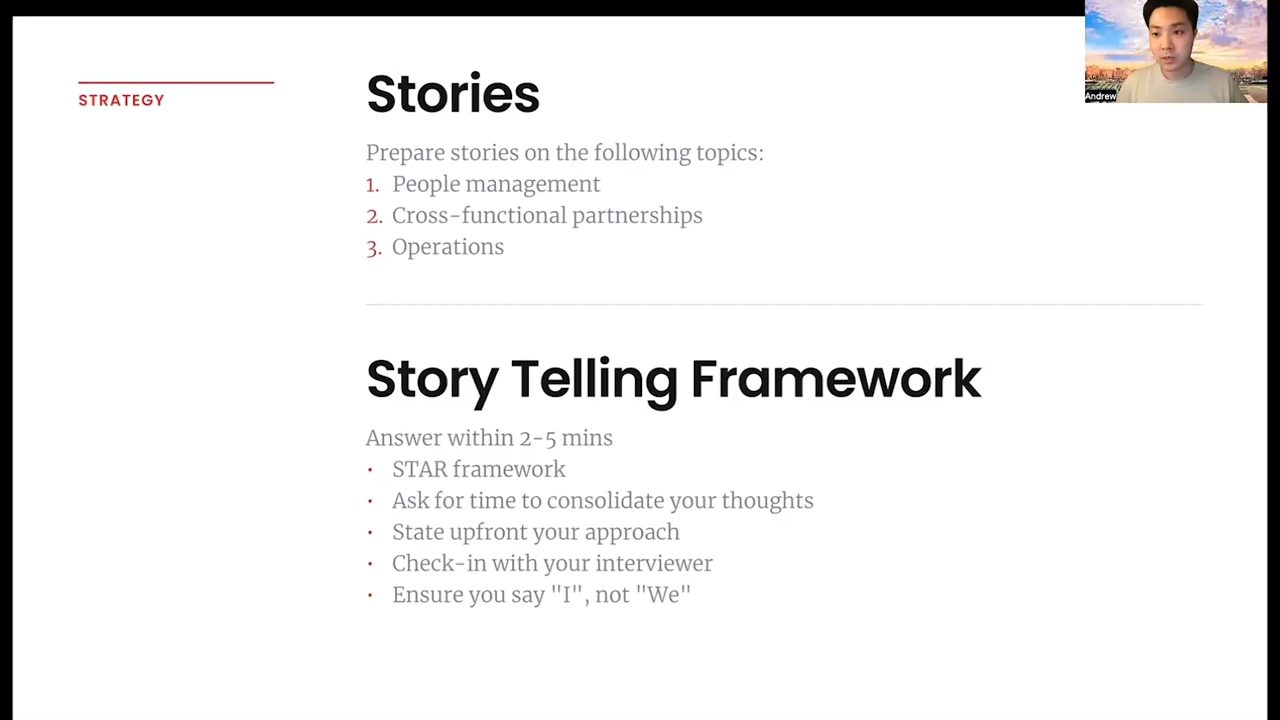 STRATEGY
Stories
Prepare stories on the following topics:
1. People management
2. Cross-functional partnerships
3. Operations
Story Telling Framework
Answer within 2-5 mins
• STAR framework
• Ask for time to consolidate your thoughts
• State upfront your approach
• Check-in with your interviewer
• Ensure you say "I", not "We"
Andrew